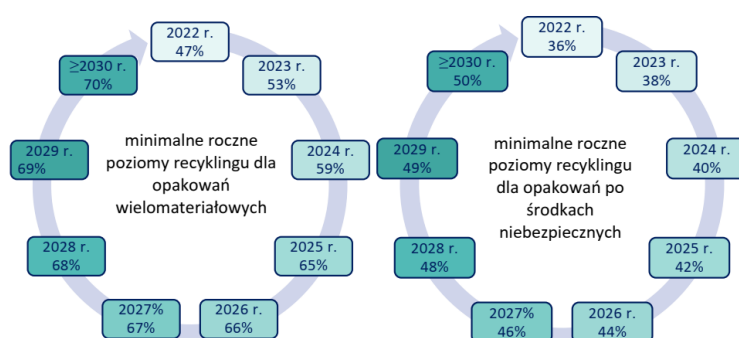 2022 r.
47%
2023 r.
53%
2024 r.
59%
2025 r.
65%
2026 r.
66%
2027%
67%
2028 r.
68%
2029 r.
69%
≥2030 r.
70%
minimalne roczne
poziomy recyklingu dla
opakowań
wielomateriałowych
2022 r.
36%
2023 r.
38%
2024 r.
40%
2025 r.
42%
2026 r.
44%
2027%
46%
2028 r.
48%
2029 r.
49%
≥2030 r.
50%
minimalne roczne
poziomy recyklingu
dla opakowań po
środkach
niebezpiecznych